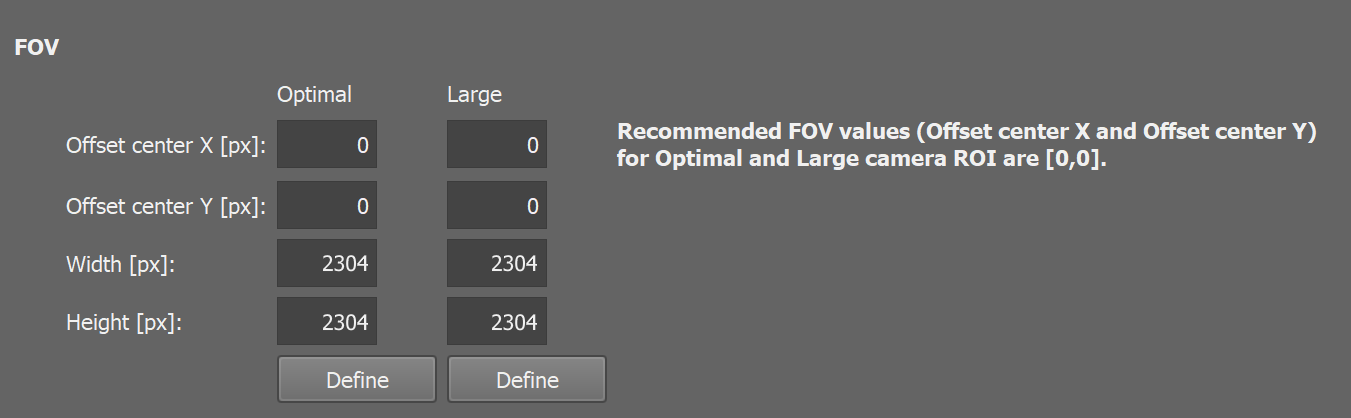 FOV
Optimal Large
Offset center X [px]: 0 0
Recommended FOV values (Offset center X and Offset center Y)
for Optimal and Large camera ROI are [0,0].
Offset center Y [px]: 0 0
Width [px]: 2304 2304
Height [px]: 2304 2304
Define Define